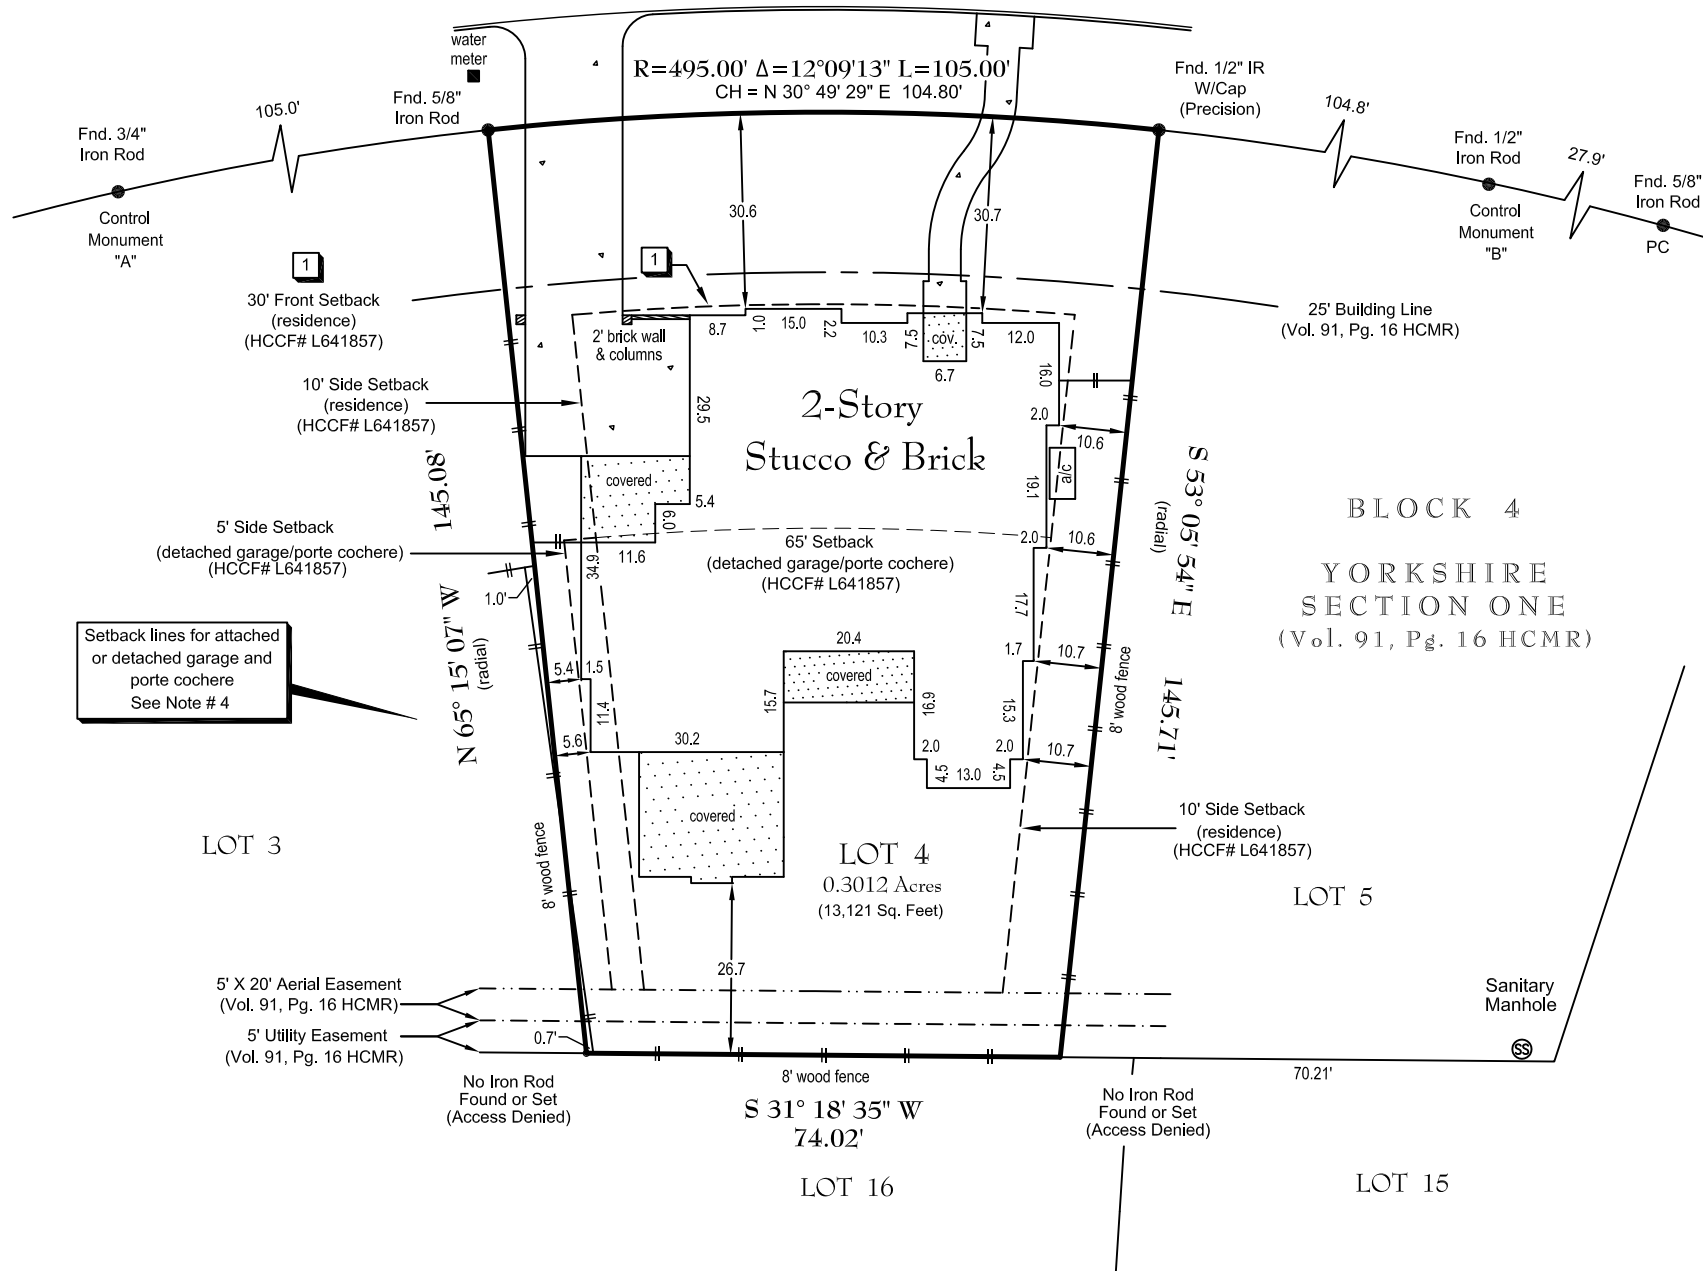 water
meter
R=495.00' Δ=12°09'13" L=105.00'
CH = N 30° 49' 29" E 104.80'
Fnd. 1/2" IR
W/Cap
(Precision)
Fnd. 5/8"
Iron Rod
105.0'
104.8'
Fnd. 3/4"
Iron Rod
Fnd. 1/2"
Iron Rod
27.9'
Fnd. 5/8"
Iron Rod
Control
Monument
"A"
Control
Monument
"B"
PC
30.6
30.7
1
1
30' Front Setback
(residence)
(HCCF# L641857)
25' Building Line
(Vol. 91, Pg. 16 HCMR)
8.7
1.0
15.0
2.2
10.3
7.5
cov.
7.5
12.0
6.7
2' brick wall
& columns
16.0
10' Side Setback
(residence)
(HCCF# L641857)
29.5
2-Story
Stucco & Brick
2.0
10.6
a/c
19.1
145.08'
covered
5.4
6.0
S 53° 05' 54" E
(radial)
BLOCK 4
5' Side Setback
(detached garage/porte cochere)
(HCCF# L641857)
11.6
34.9
65' Setback
(detached garage/porte cochere)
(HCCF# L641857)
2.0
10.6
YORKSHIRE
SECTION ONE
(Vol. 91, Pg. 16 HCMR)
1.0'
17.7
N 65° 15' 07" W
(radial)
Setback lines for attached
or detached garage and
porte cochere
See Note # 4
20.4
covered
1.7
10.7
5.4
1.5
8' wood fence
145.71'
11.4
15.7
16.9
15.3
5.6
30.2
2.0
2.0
10.7
4.5
13.0
4.5
covered
10' Side Setback
(residence)
(HCCF# L641857)
LOT 3
8' wood fence
LOT 4
0.3012 Acres
(13,121 Sq. Feet)
LOT 5
26.7
5' X 20' Aerial Easement
(Vol. 91, Pg. 16 HCMR)
Sanitary
Manhole
5' Utility Easement
(Vol. 91, Pg. 16 HCMR)
0.7'
SS
8' wood fence
70.21'
No Iron Rod
Found or Set
(Access Denied)
S 31° 18' 35" W
74.02'
No Iron Rod
Found or Set
(Access Denied)
LOT 16
LOT 15